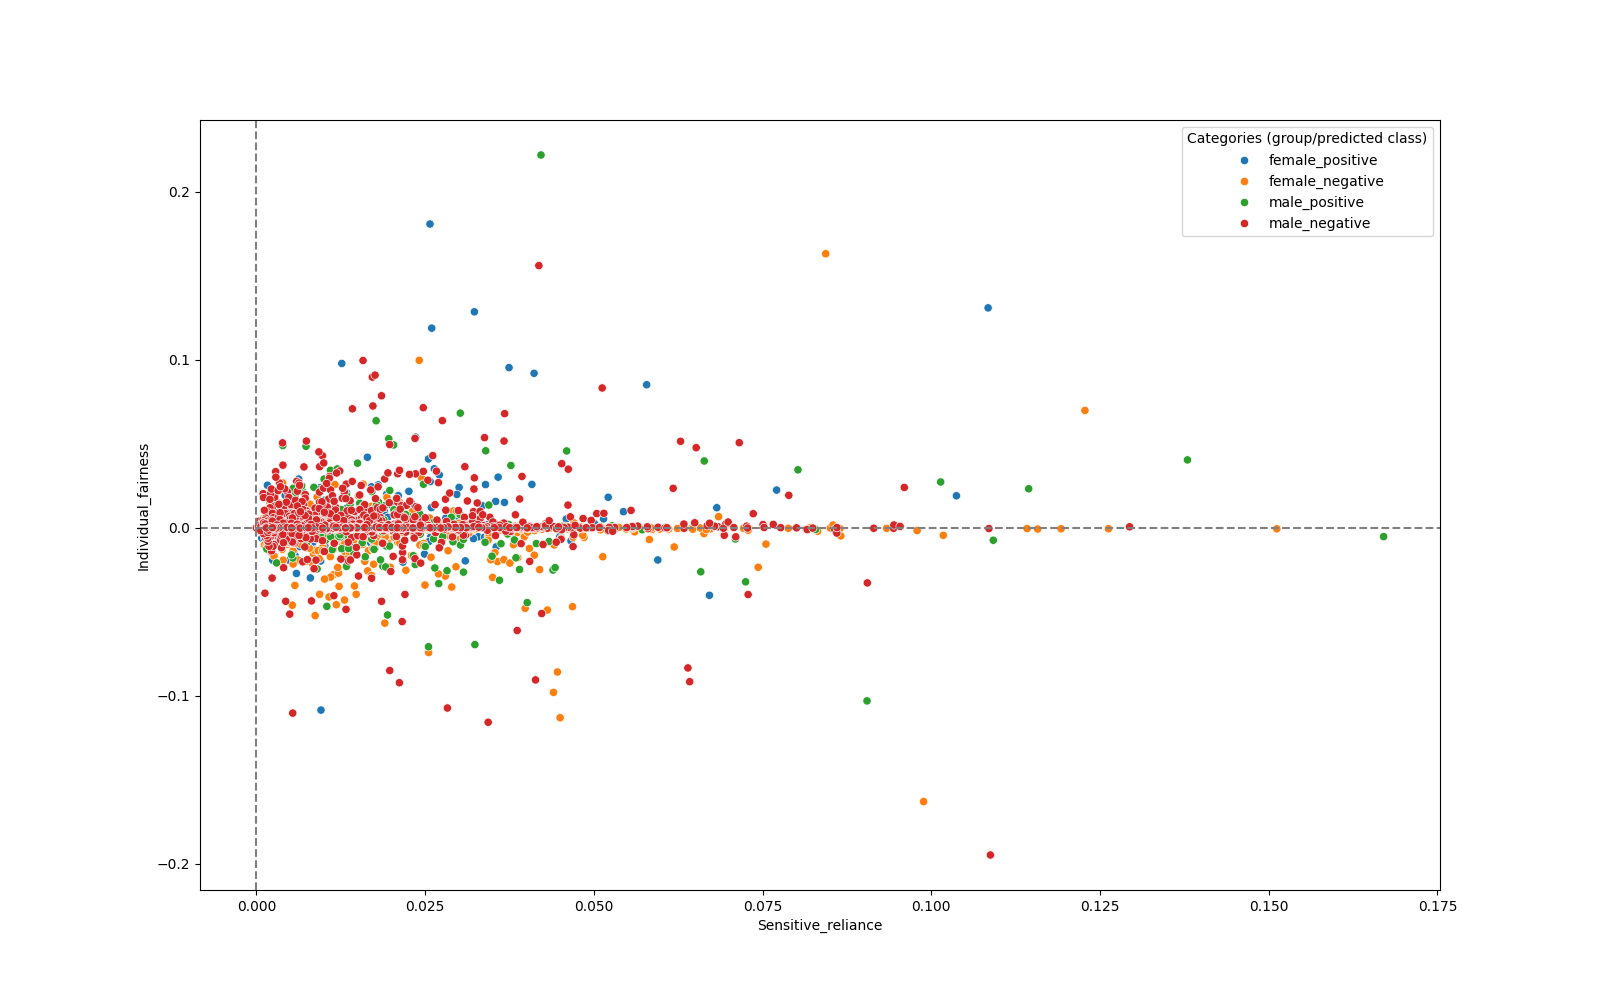 Categories (group/predicted class)
female_positive
female_negative
male_positive
male_negative
0.2
0.1
0.0
−0.1
−0.2
Individual_fairness
0.000 0.025 0.050 0.075 0.100 0.125 0.150 0.175
Sensitive_reliance